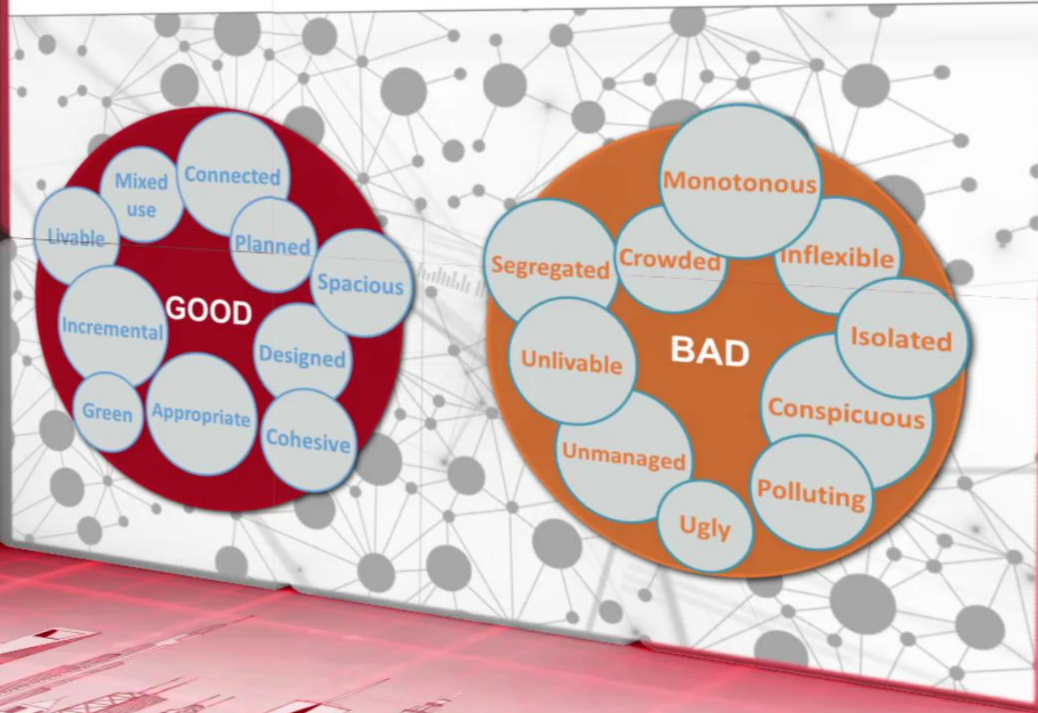 Connected
Mixed
use
Livable
Planned
Spacious
Incremental
GOOD
Designed
Green
Appropriate
Cohesive
Monotonous
Segregated
Crowded
Inflexible
Isolated
Unlivable
BAD
Conspicuous
Unmanaged
Polluting
Ugly